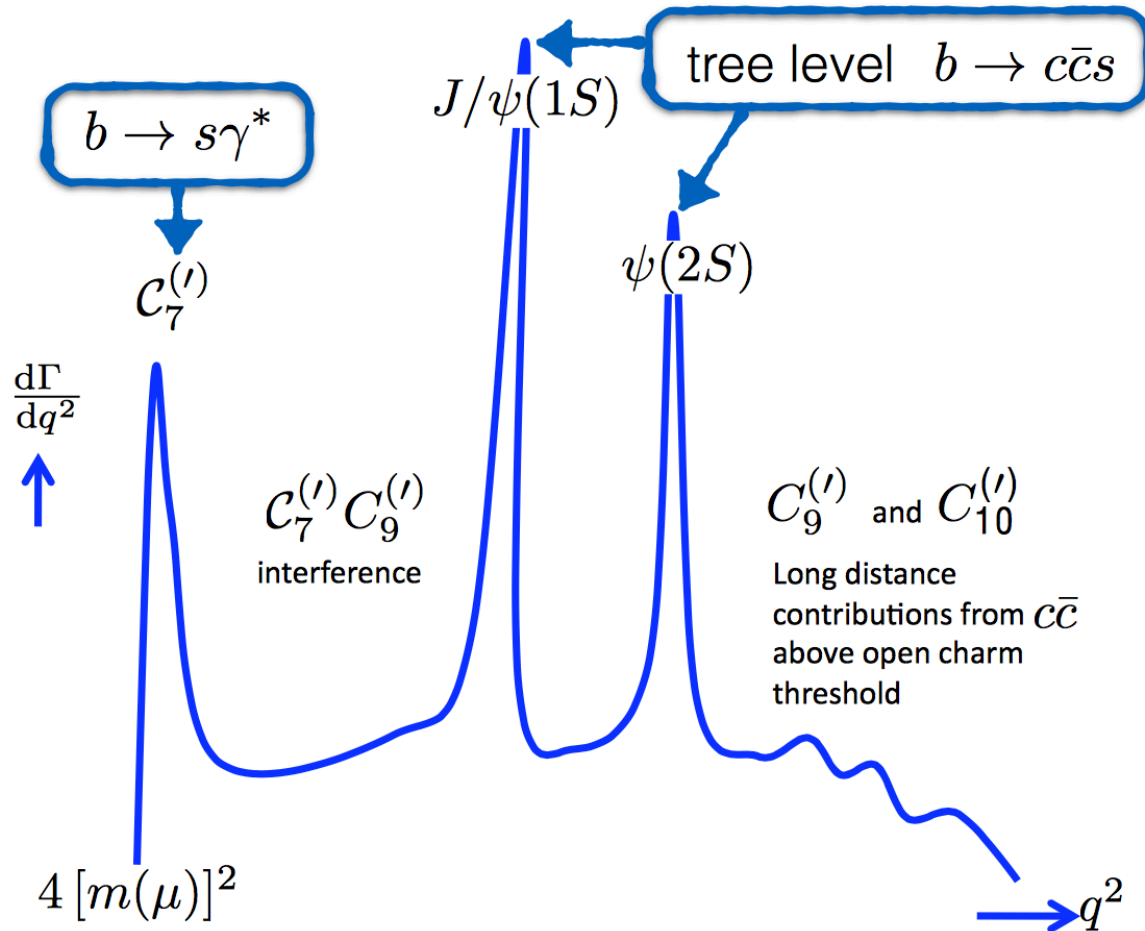 tree level b → cc̄s
J/ψ(1S)
b → sγ*
ψ(2S)
𝒞₇⁽′⁾
dΓ
dq²
𝒞₇⁽′⁾C₉⁽′⁾
interference
C₉⁽′⁾ and C₁₀⁽′⁾
Long distance
contributions from cc̄
above open charm
threshold
4 [m(μ)]²
q²